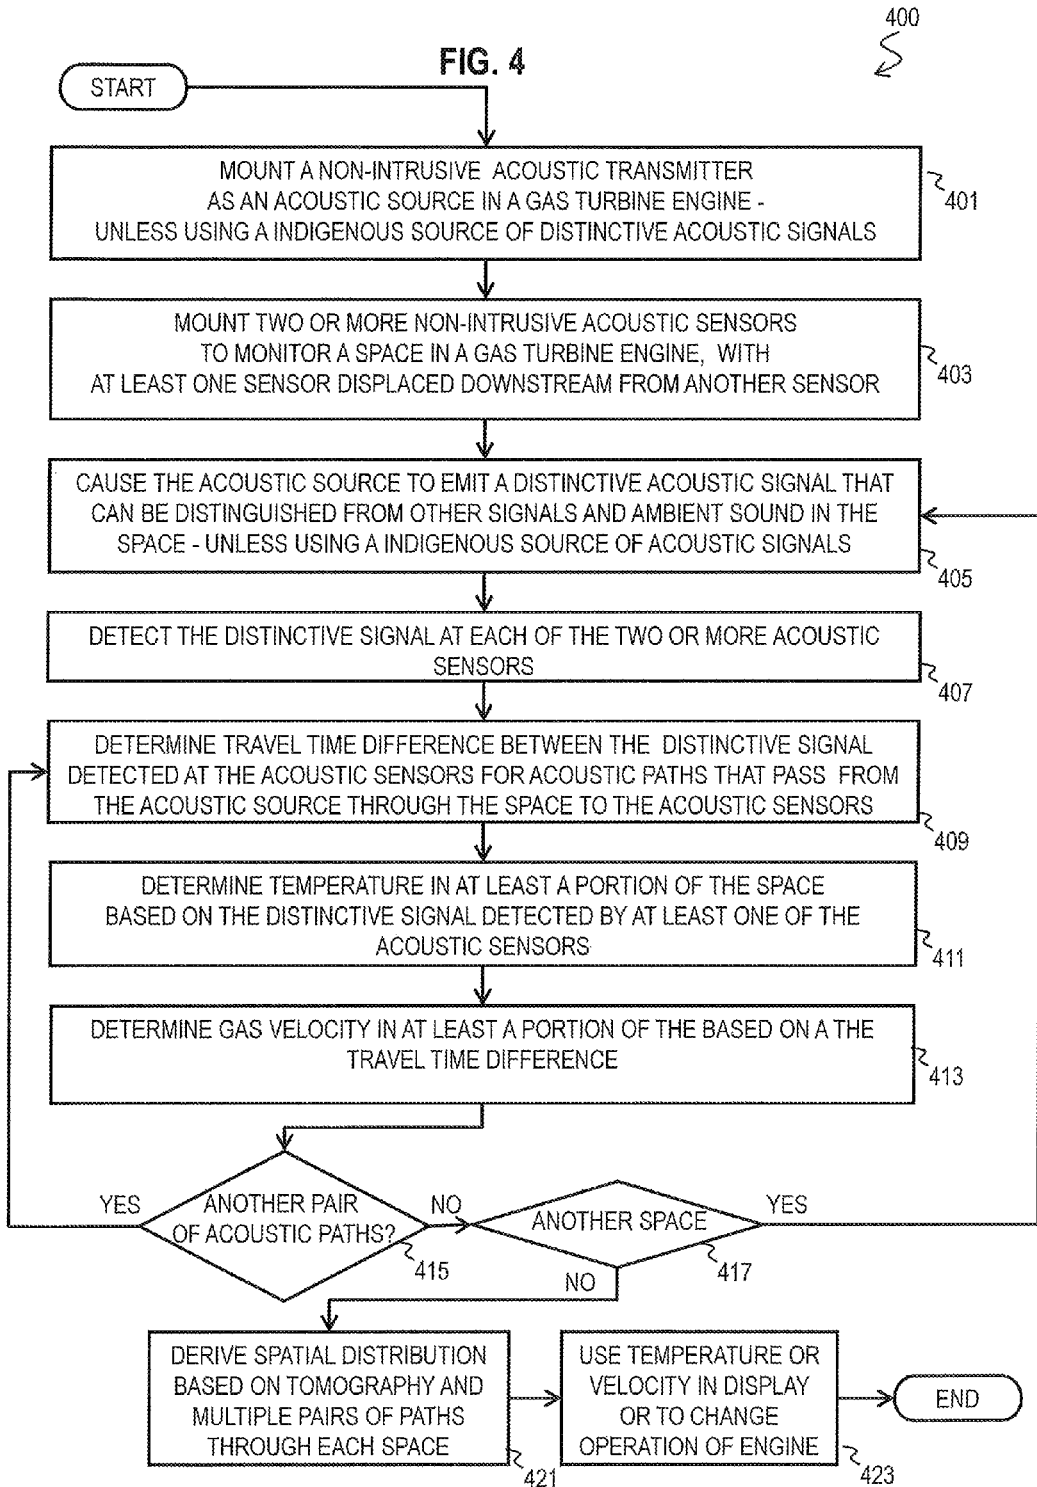 400
FIG. 4
START
MOUNT A NON-INTRUSIVE ACOUSTIC TRANSMITTER
AS AN ACOUSTIC SOURCE IN A GAS TURBINE ENGINE -
UNLESS USING A INDIGENOUS SOURCE OF DISTINCTIVE ACOUSTIC SIGNALS
401
MOUNT TWO OR MORE NON-INTRUSIVE ACOUSTIC SENSORS
TO MONITOR A SPACE IN A GAS TURBINE ENGINE, WITH
AT LEAST ONE SENSOR DISPLACED DOWNSTREAM FROM ANOTHER SENSOR
403
CAUSE THE ACOUSTIC SOURCE TO EMIT A DISTINCTIVE ACOUSTIC SIGNAL THAT
CAN BE DISTINGUISHED FROM OTHER SIGNALS AND AMBIENT SOUND IN THE
SPACE - UNLESS USING A INDIGENOUS SOURCE OF ACOUSTIC SIGNALS
405
DETECT THE DISTINCTIVE SIGNAL AT EACH OF THE TWO OR MORE ACOUSTIC
SENSORS
407
DETERMINE TRAVEL TIME DIFFERENCE BETWEEN THE DISTINCTIVE SIGNAL
DETECTED AT THE ACOUSTIC SENSORS FOR ACOUSTIC PATHS THAT PASS FROM
THE ACOUSTIC SOURCE THROUGH THE SPACE TO THE ACOUSTIC SENSORS
409
DETERMINE TEMPERATURE IN AT LEAST A PORTION OF THE SPACE
BASED ON THE DISTINCTIVE SIGNAL DETECTED BY AT LEAST ONE OF THE
ACOUSTIC SENSORS
411
DETERMINE GAS VELOCITY IN AT LEAST A PORTION OF THE BASED ON A THE
TRAVEL TIME DIFFERENCE
413
YES
ANOTHER PAIR
OF ACOUSTIC PATHS?
415
NO
ANOTHER SPACE
417
YES
NO
DERIVE SPATIAL DISTRIBUTION
BASED ON TOMOGRAPHY AND
MULTIPLE PAIRS OF PATHS
THROUGH EACH SPACE
421
USE TEMPERATURE OR
VELOCITY IN DISPLAY
OR TO CHANGE
OPERATION OF ENGINE
423
END